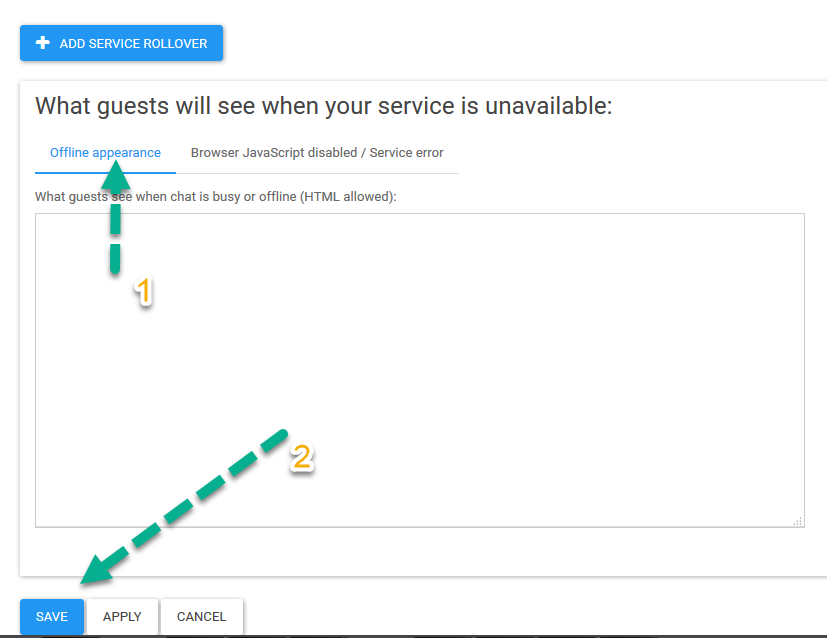 ADD SERVICE ROLLOVER
What guests will see when your service is unavailable:
Offline appearance
Browser JavaScript disabled / Service error
What guests see when chat is busy or offline (HTML allowed):
1
2
SAVE
APPLY
CANCEL